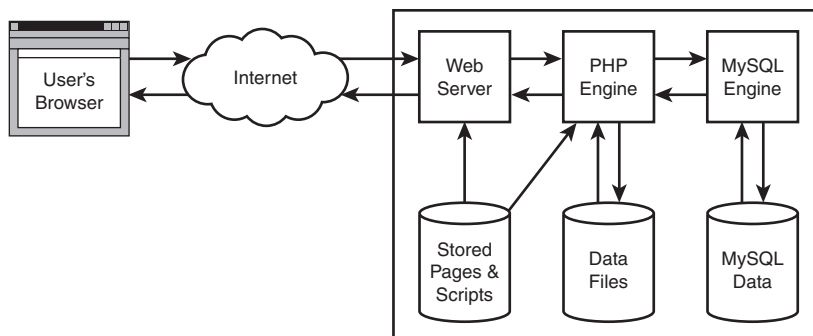 User's
Browser
Internet
Web
Server
PHP
Engine
MySQL
Engine
Stored
Pages &
Scripts
Data
Files
MySQL
Data